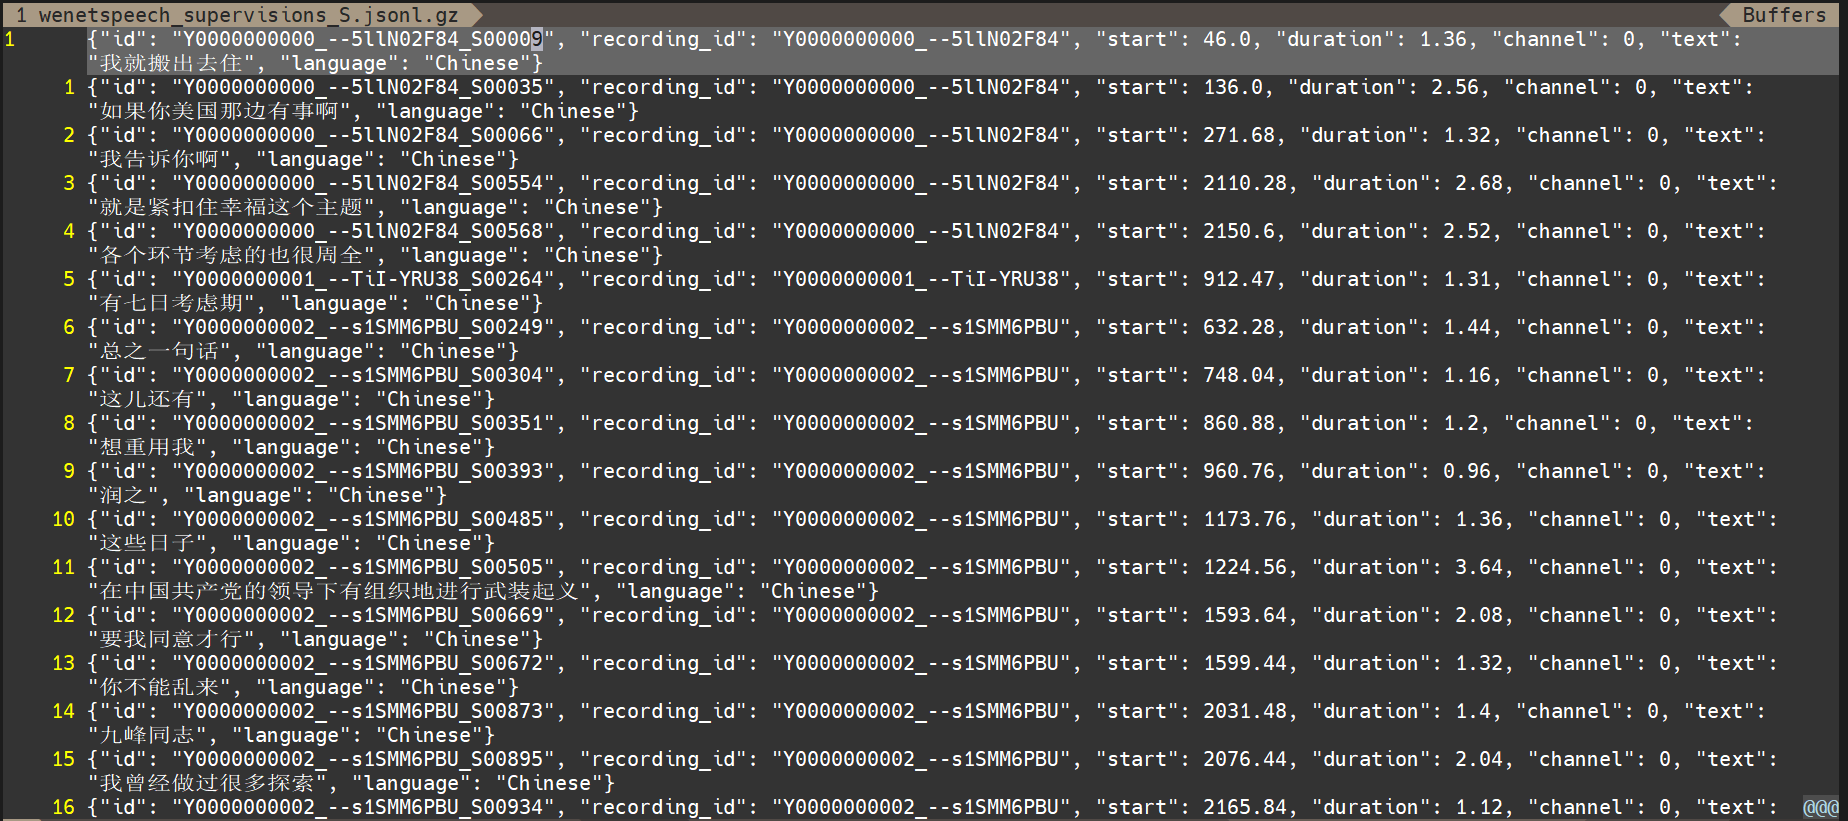 1 wenetspeech_supervisions_S.jsonl.gz Buffers
1 {"id": "Y0000000000_--5llN02F84_S00009", "recording_id": "Y0000000000_--5llN02F84", "start": 46.0, "duration": 1.36, "channel": 0, "text":
"我就搬出去住", "language": "Chinese"}
1 {"id": "Y0000000000_--5llN02F84_S00035", "recording_id": "Y0000000000_--5llN02F84", "start": 136.0, "duration": 2.56, "channel": 0, "text":
"如果你美国那边有事啊", "language": "Chinese"}
2 {"id": "Y0000000000_--5llN02F84_S00066", "recording_id": "Y0000000000_--5llN02F84", "start": 271.68, "duration": 1.32, "channel": 0, "text":
"我告诉你啊", "language": "Chinese"}
3 {"id": "Y0000000000_--5llN02F84_S00554", "recording_id": "Y0000000000_--5llN02F84", "start": 2110.28, "duration": 2.68, "channel": 0, "text":
"就是紧扣住幸福这个主题", "language": "Chinese"}
4 {"id": "Y0000000000_--5llN02F84_S00568", "recording_id": "Y0000000000_--5llN02F84", "start": 2150.6, "duration": 2.52, "channel": 0, "text":
"各个环节考虑的也很周全", "language": "Chinese"}
5 {"id": "Y0000000001_--TiI-YRU38_S00264", "recording_id": "Y0000000001_--TiI-YRU38", "start": 912.47, "duration": 1.31, "channel": 0, "text":
"有七日考虑期", "language": "Chinese"}
6 {"id": "Y0000000002_--s1SMM6PBU_S00249", "recording_id": "Y0000000002_--s1SMM6PBU", "start": 632.28, "duration": 1.44, "channel": 0, "text":
"总之一句话", "language": "Chinese"}
7 {"id": "Y0000000002_--s1SMM6PBU_S00304", "recording_id": "Y0000000002_--s1SMM6PBU", "start": 748.04, "duration": 1.16, "channel": 0, "text":
"这儿还有", "language": "Chinese"}
8 {"id": "Y0000000002_--s1SMM6PBU_S00351", "recording_id": "Y0000000002_--s1SMM6PBU", "start": 860.88, "duration": 1.2, "channel": 0, "text":
"想重用我", "language": "Chinese"}
9 {"id": "Y0000000002_--s1SMM6PBU_S00393", "recording_id": "Y0000000002_--s1SMM6PBU", "start": 960.76, "duration": 0.96, "channel": 0, "text":
"润之", "language": "Chinese"}
10 {"id": "Y0000000002_--s1SMM6PBU_S00485", "recording_id": "Y0000000002_--s1SMM6PBU", "start": 1173.76, "duration": 1.36, "channel": 0, "text":
"这些日子", "language": "Chinese"}
11 {"id": "Y0000000002_--s1SMM6PBU_S00505", "recording_id": "Y0000000002_--s1SMM6PBU", "start": 1224.56, "duration": 3.64, "channel": 0, "text":
"在中国共产党的领导下有组织地进行武装起义", "language": "Chinese"}
12 {"id": "Y0000000002_--s1SMM6PBU_S00669", "recording_id": "Y0000000002_--s1SMM6PBU", "start": 1593.64, "duration": 2.08, "channel": 0, "text":
"要我同意才行", "language": "Chinese"}
13 {"id": "Y0000000002_--s1SMM6PBU_S00672", "recording_id": "Y0000000002_--s1SMM6PBU", "start": 1599.44, "duration": 1.32, "channel": 0, "text":
"你不能乱来", "language": "Chinese"}
14 {"id": "Y0000000002_--s1SMM6PBU_S00873", "recording_id": "Y0000000002_--s1SMM6PBU", "start": 2031.48, "duration": 1.4, "channel": 0, "text":
"九峰同志", "language": "Chinese"}
15 {"id": "Y0000000002_--s1SMM6PBU_S00895", "recording_id": "Y0000000002_--s1SMM6PBU", "start": 2076.44, "duration": 2.04, "channel": 0, "text":
"我曾经做过很多探索", "language": "Chinese"}
16 {"id": "Y0000000002_--s1SMM6PBU_S00934", "recording_id": "Y0000000002_--s1SMM6PBU", "start": 2165.84, "duration": 1.12, "channel": 0, "text": @@@